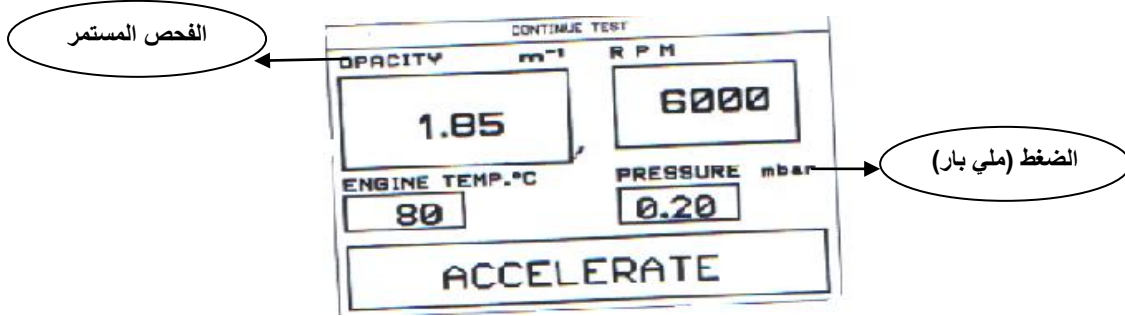 الفحص المستمر
CONTINUE TEST
OPACITY m⁻¹
RPM
1.85
6000
الضغط (ملي بار)
ENGINE TEMP.°C
PRESSURE mbar
80
0.20
ACCELERATE